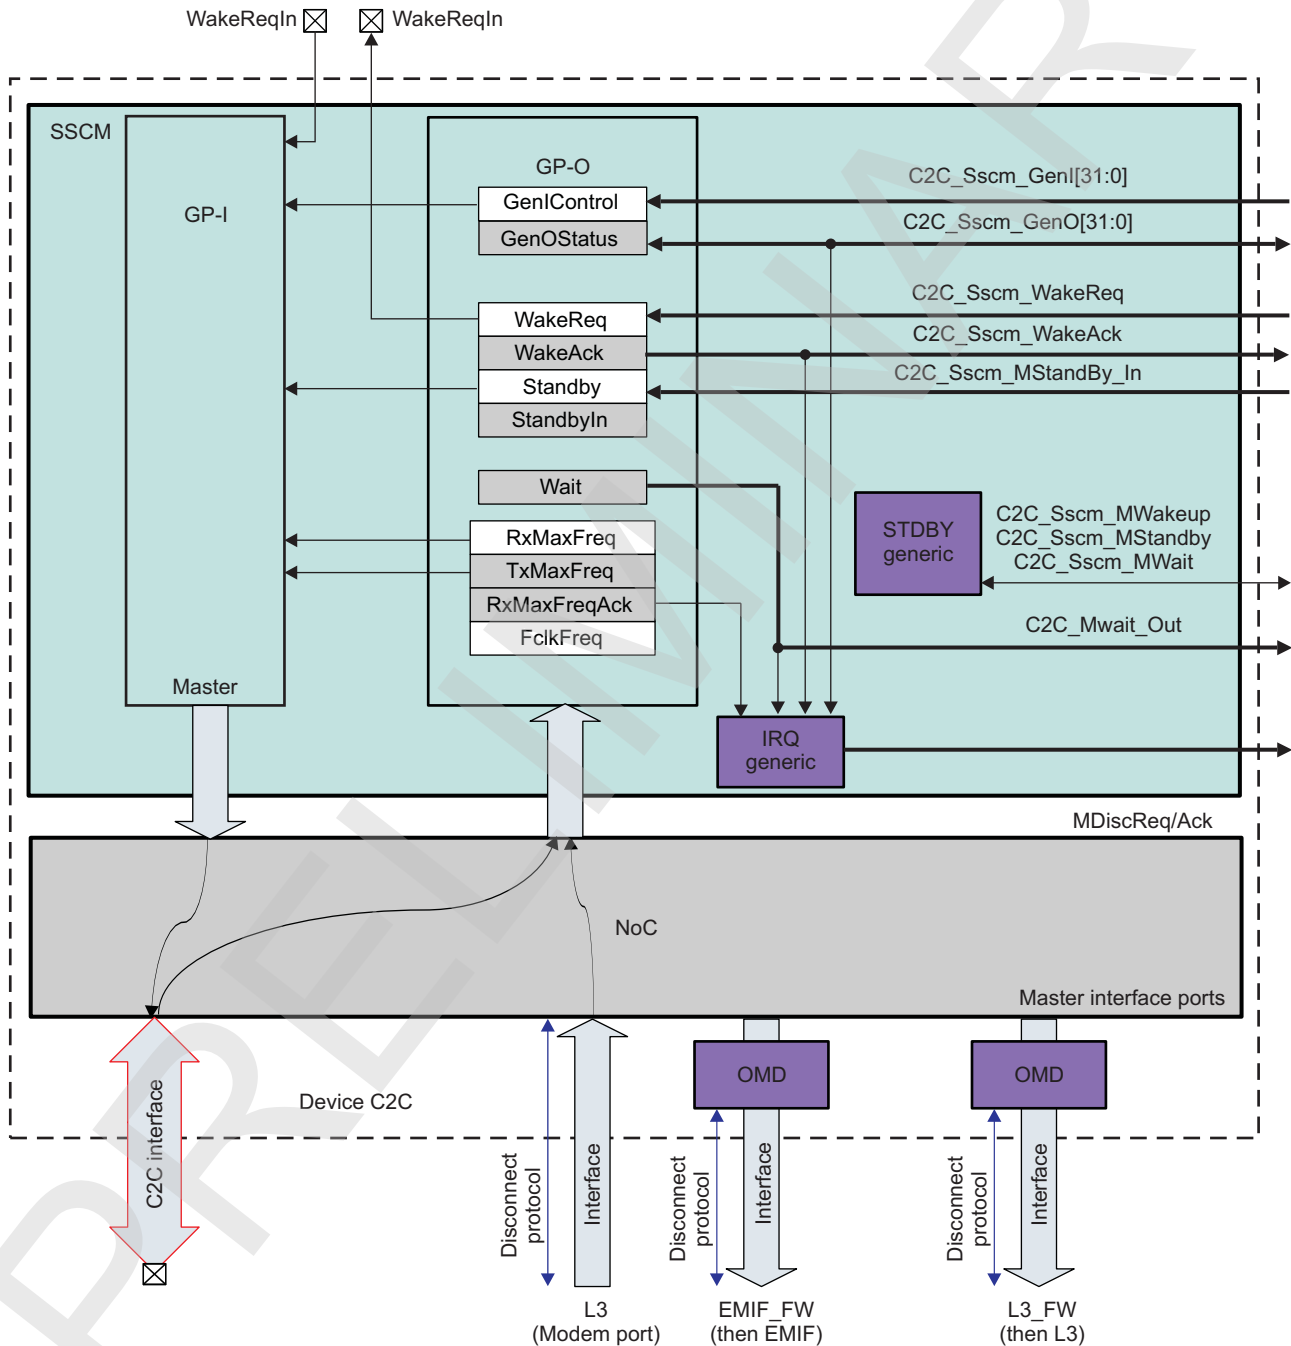 WakeReqIn
WakeReqIn
SSCM
GP-I
GP-O
GenIControl
GenOStatus
C2C_Sscm_GenI[31:0]
C2C_Sscm_GenO[31:0]
WakeReq
WakeAck
Standby
StandbyIn
C2C_Sscm_WakeReq
C2C_Sscm_WakeAck
C2C_Sscm_MStandBy_In
Wait
RxMaxFreq
TxMaxFreq
RxMaxFreqAck
FclkFreq
STDBY
generic
C2C_Sscm_MWakeup
C2C_Sscm_MStandby
C2C_Sscm_MWait
C2C_Mwait_Out
Master
IRQ
generic
MDiscReq/Ack
NoC
Master interface ports
C2C interface
Device C2C
Disconnect
protocol
Interface
OMD
Disconnect
protocol
Interface
OMD
Disconnect
protocol
Interface
L3
(Modem port)
EMIF_FW
(then EMIF)
L3_FW
(then L3)
PRELIMINARY